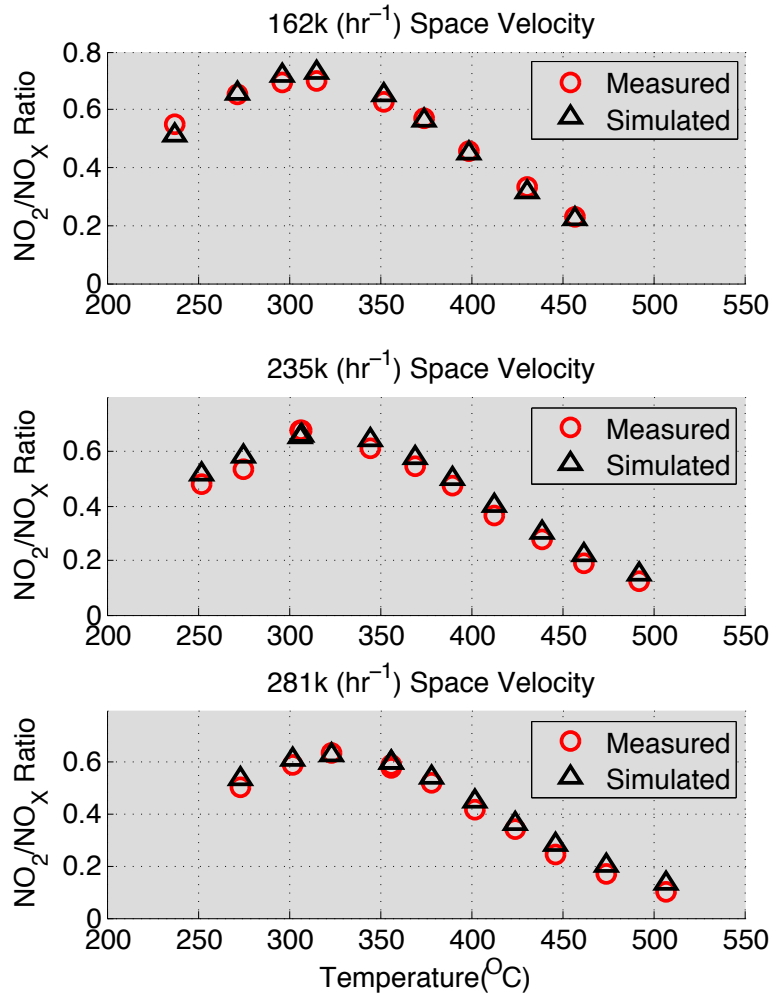 162k (hr⁻¹) Space Velocity
NO₂/NOₓ Ratio
0.8
0.6
0.4
0.2
0
Measured
Simulated
200 250 300 350 400 450 500 550
235k (hr⁻¹) Space Velocity
NO₂/NOₓ Ratio
0.6
0.4
0.2
0
Measured
Simulated
200 250 300 350 400 450 500 550
281k (hr⁻¹) Space Velocity
NO₂/NOₓ Ratio
0.6
0.4
0.2
0
Measured
Simulated
200 250 300 350 400 450 500 550
Temperature(ᴼC)